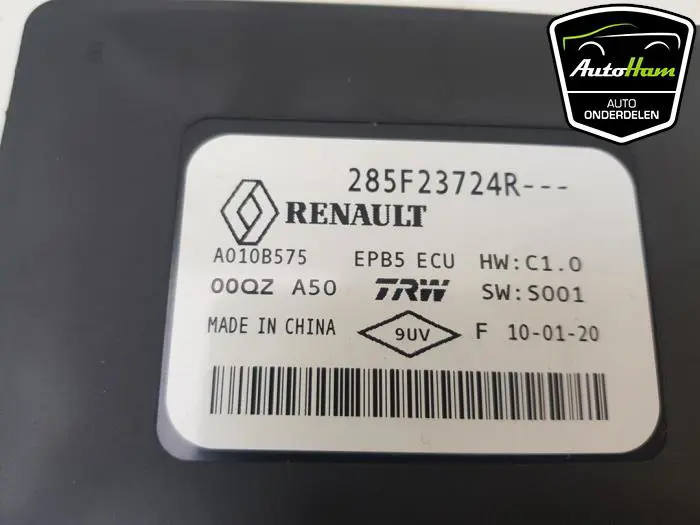 AutoHam
AUTO
ONDERDELEN
285F23724R---
RENAULT
A010B575 EPB5 ECU HW:C1.0
00QZ A50 TRW SW:S001
MADE IN CHINA 9UV F 10-01-20